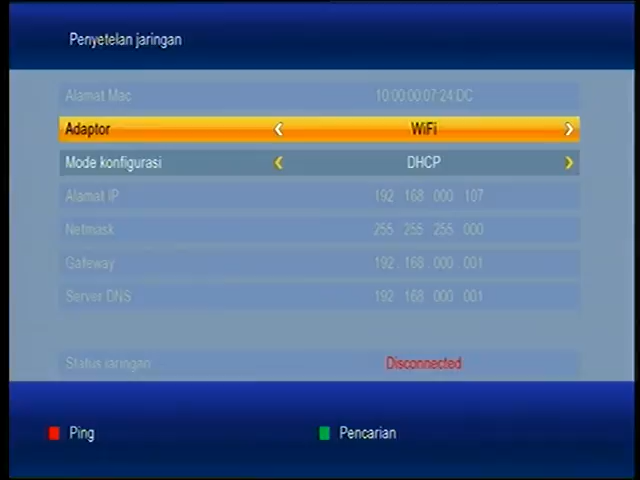 Penyetelan jaringan
Alamat Mac 10:00:00:07:24:DC
Adaptor WiFi
Mode konfigurasi DHCP
Alamat IP 192 . 168 . 000 . 107
Netmask 255 . 255 . 255 . 000
Gateway 192 . 168 . 000 . 001
Server DNS 192 . 168 . 000 . 001
Status jaringan Disconnected
Ping Pencarian